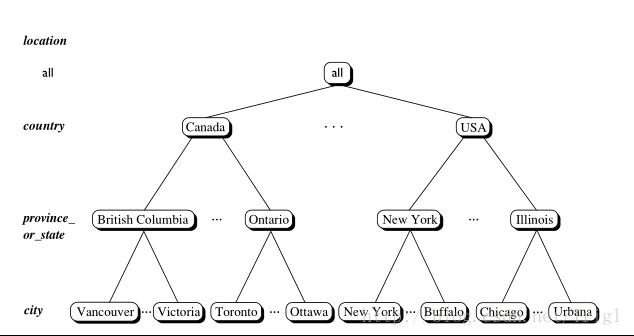 location
all
all
country
Canada
. . .
USA
province_
or_state
British Columbia
...
Ontario
New York
...
Illinois
city
Vancouver
...
Victoria
Toronto
...
Ottawa
New York
...
Buffalo
Chicago
...
Urbana